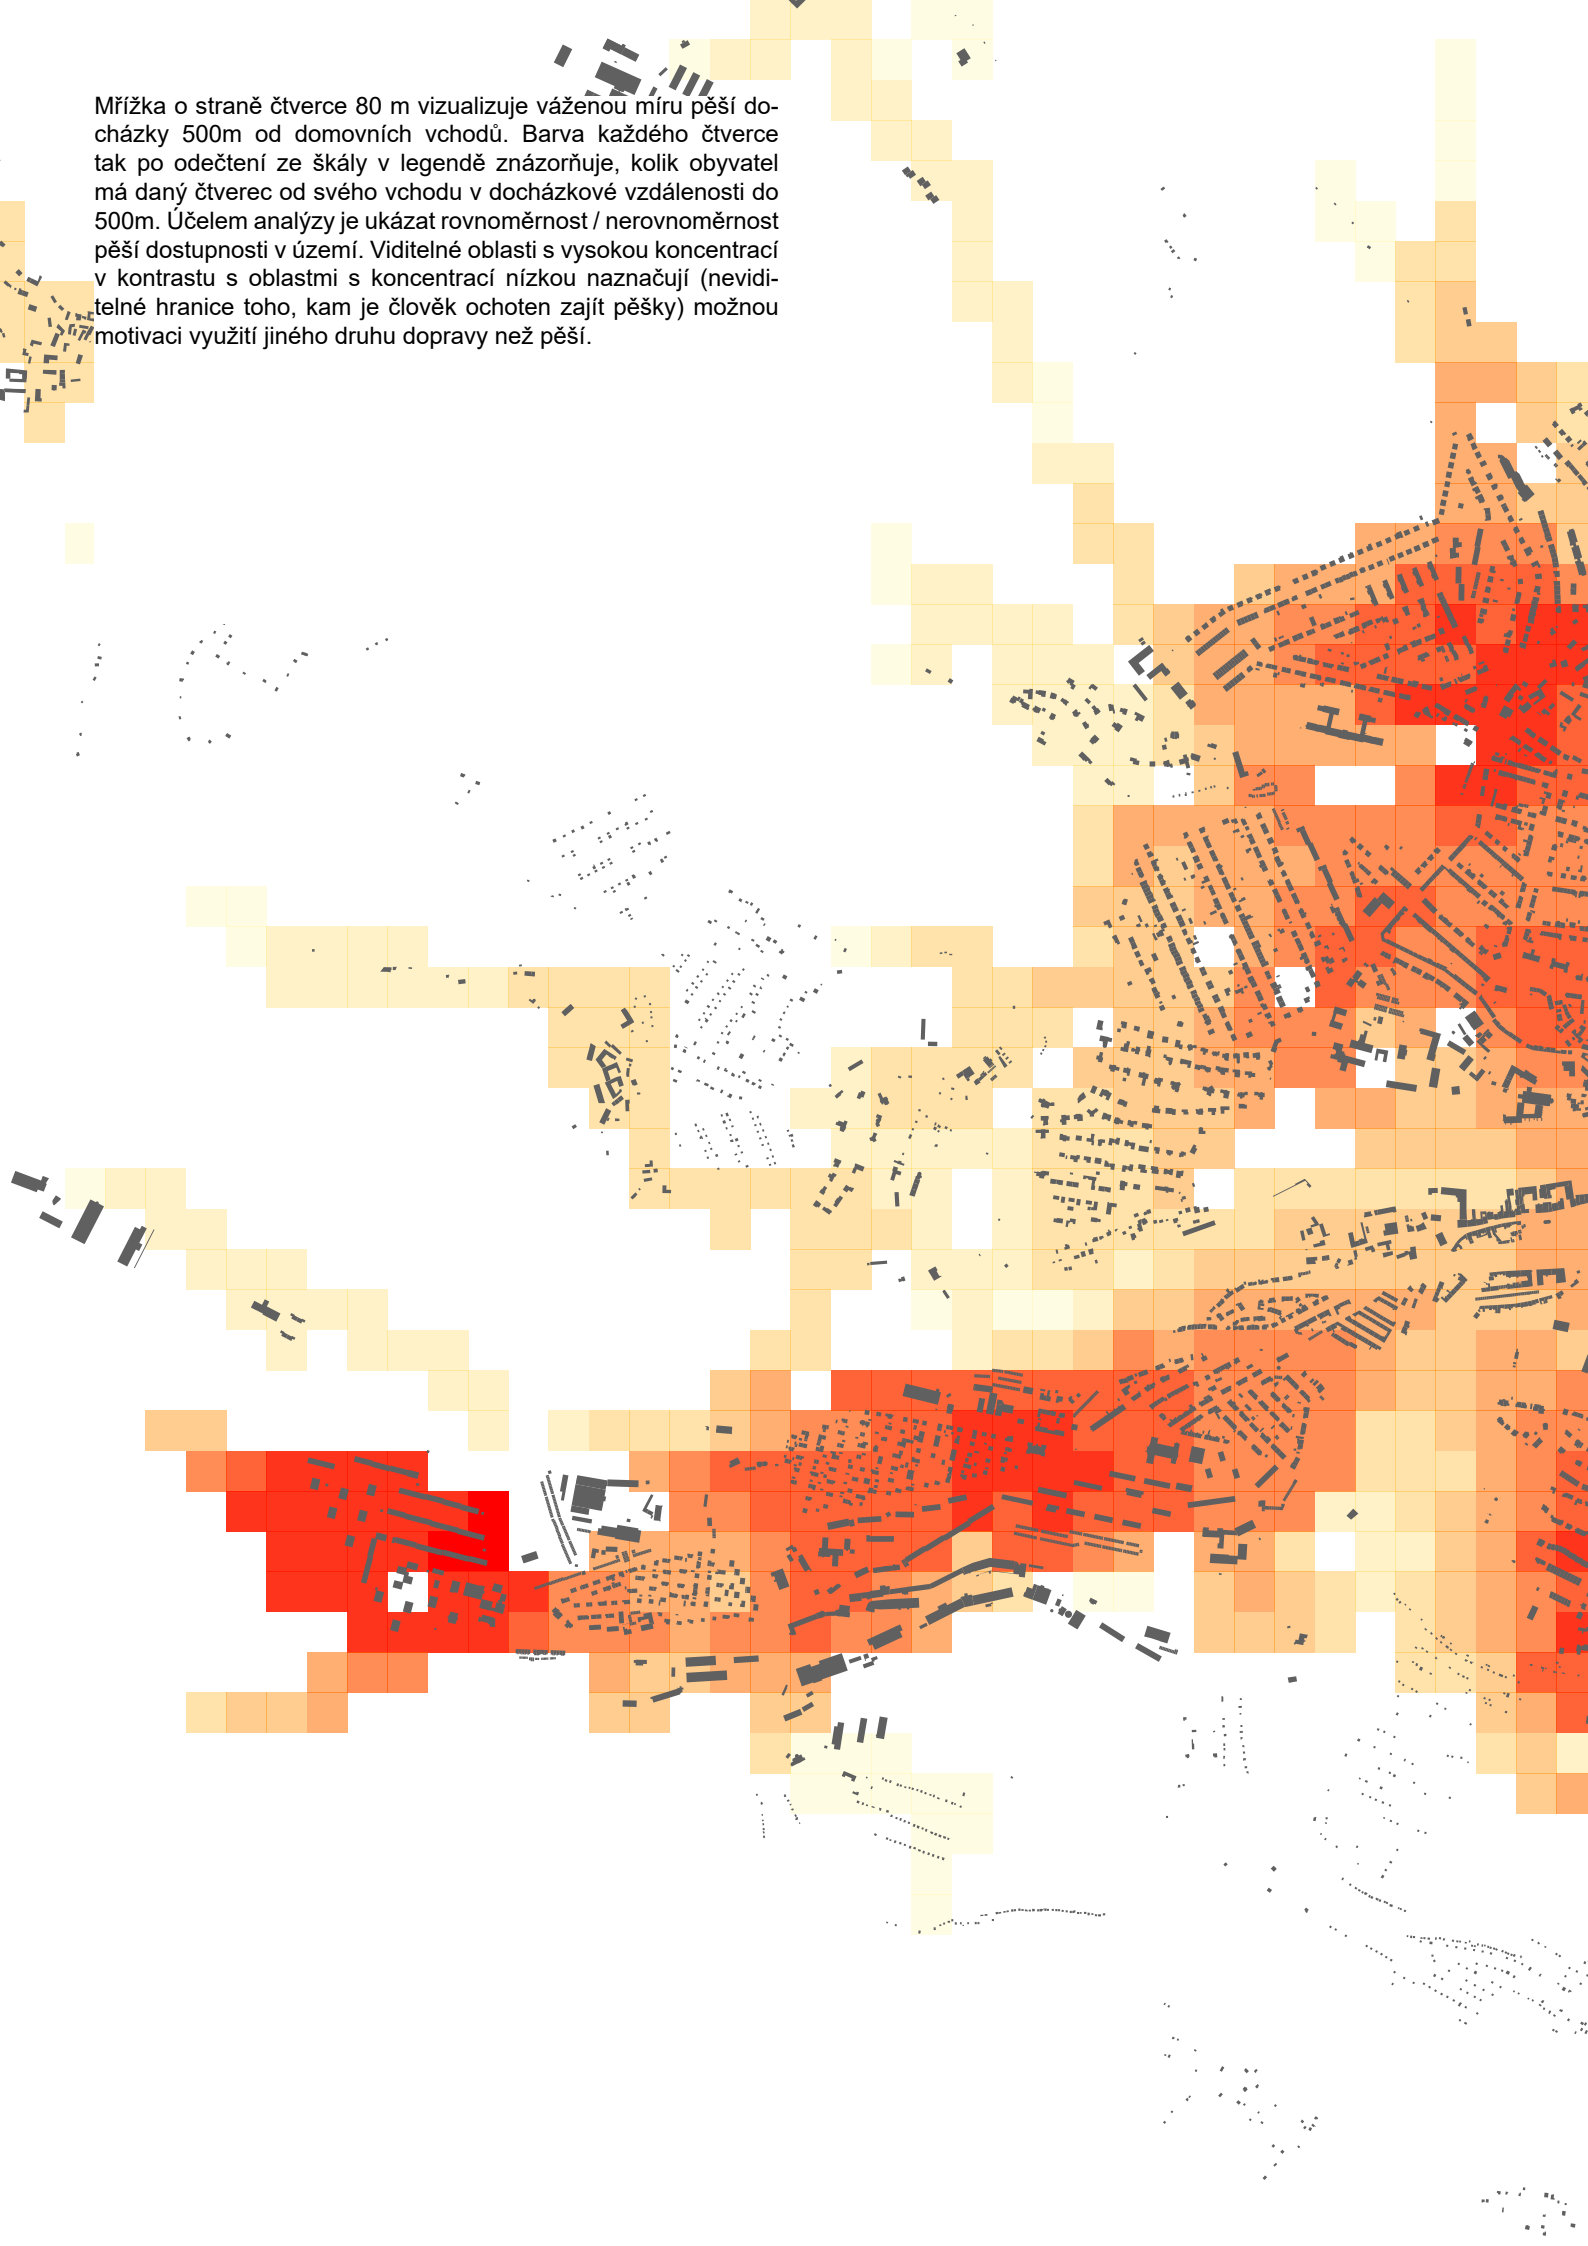 Mřížka o straně čtverce 80 m vizualizuje váženou míru pěší do-
cházky 500m od domovních vchodů. Barva každého čtverce
tak po odečtení ze škály v legendě znázorňuje, kolik obyvatel
má daný čtverec od svého vchodu v docházkové vzdálenosti do
500m. Účelem analýzy je ukázat rovnoměrnost / nerovnoměrnost
pěší dostupnosti v území. Viditelné oblasti s vysokou koncentrací
v kontrastu s oblastmi s koncentrací nízkou naznačují (nevidi-
telné hranice toho, kam je člověk ochoten zajít pěšky) možnou
motivaci využití jiného druhu dopravy než pěší.